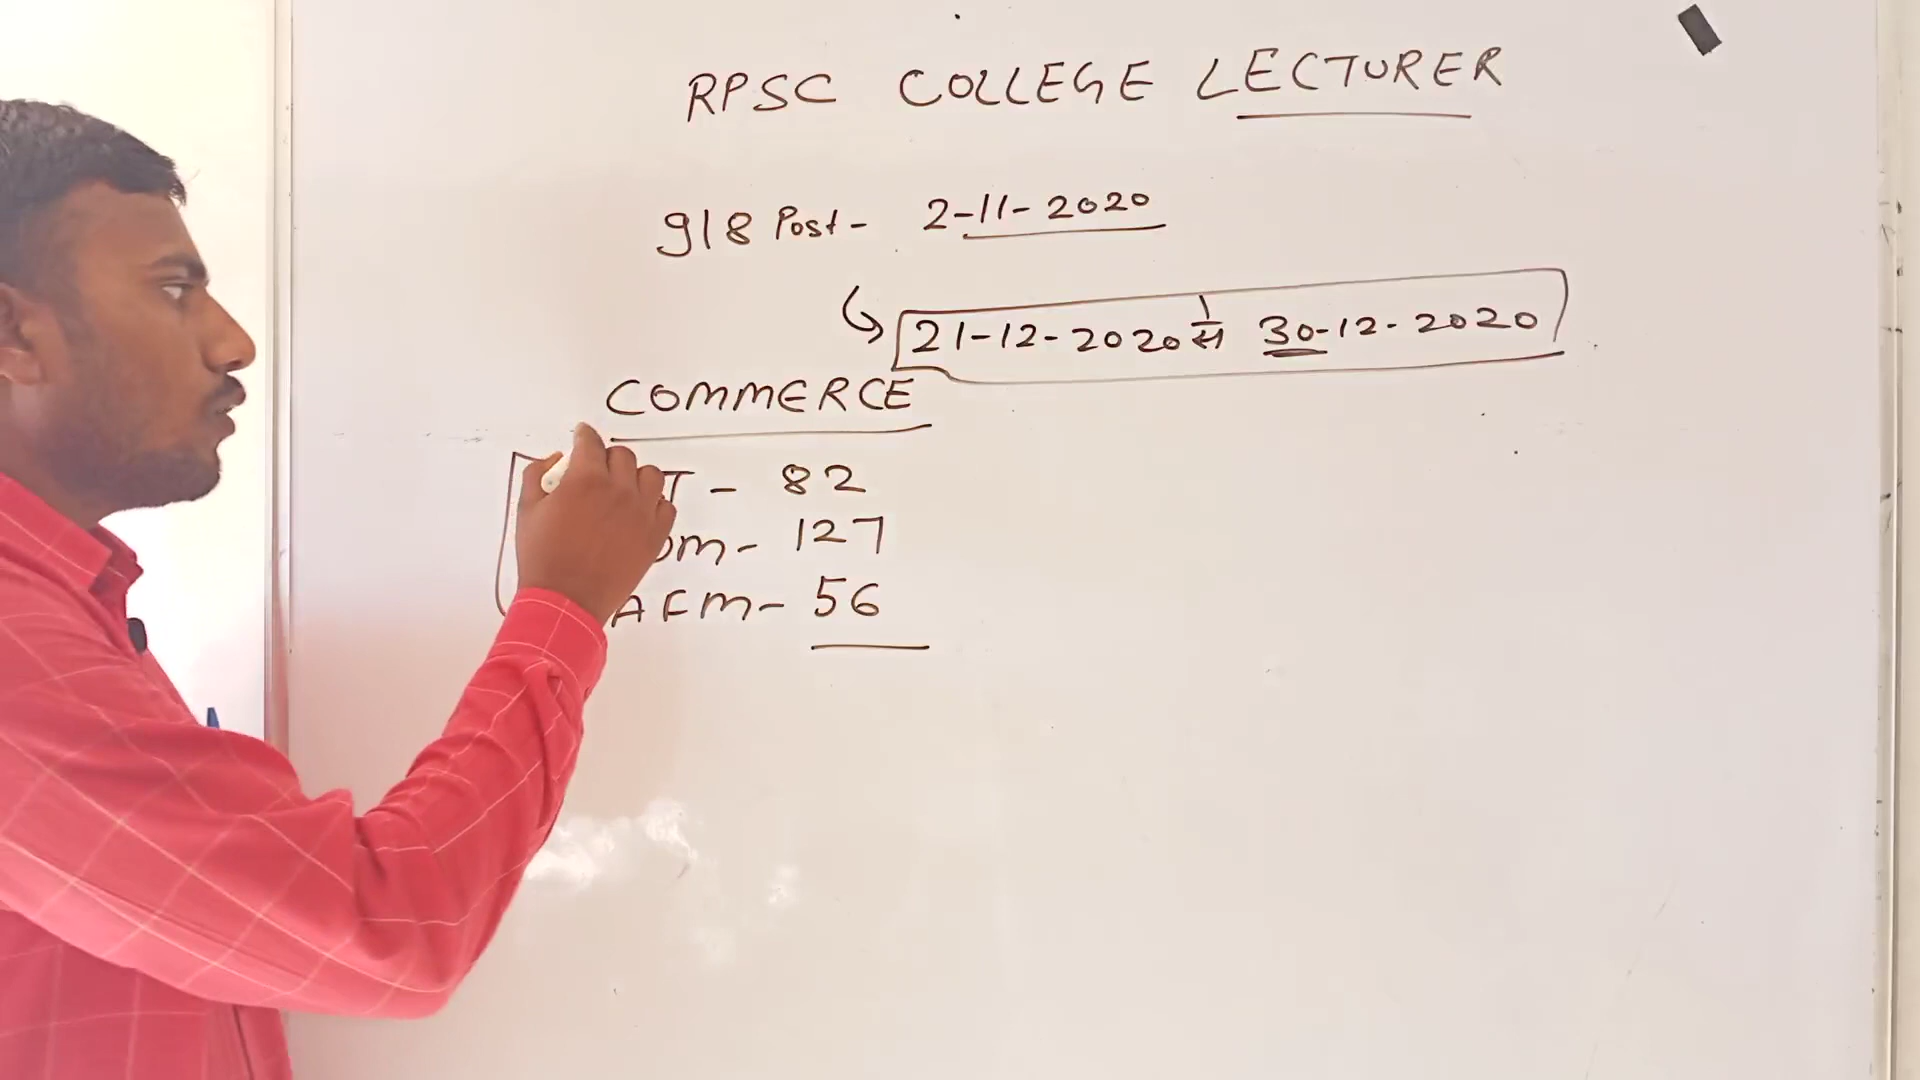 RPSC COLLEGE LECTURER
918 Post - 2-11-2020
21-12-2020 से 30-12-2020
COMMERCE
- 82
- 127
AFM - 56